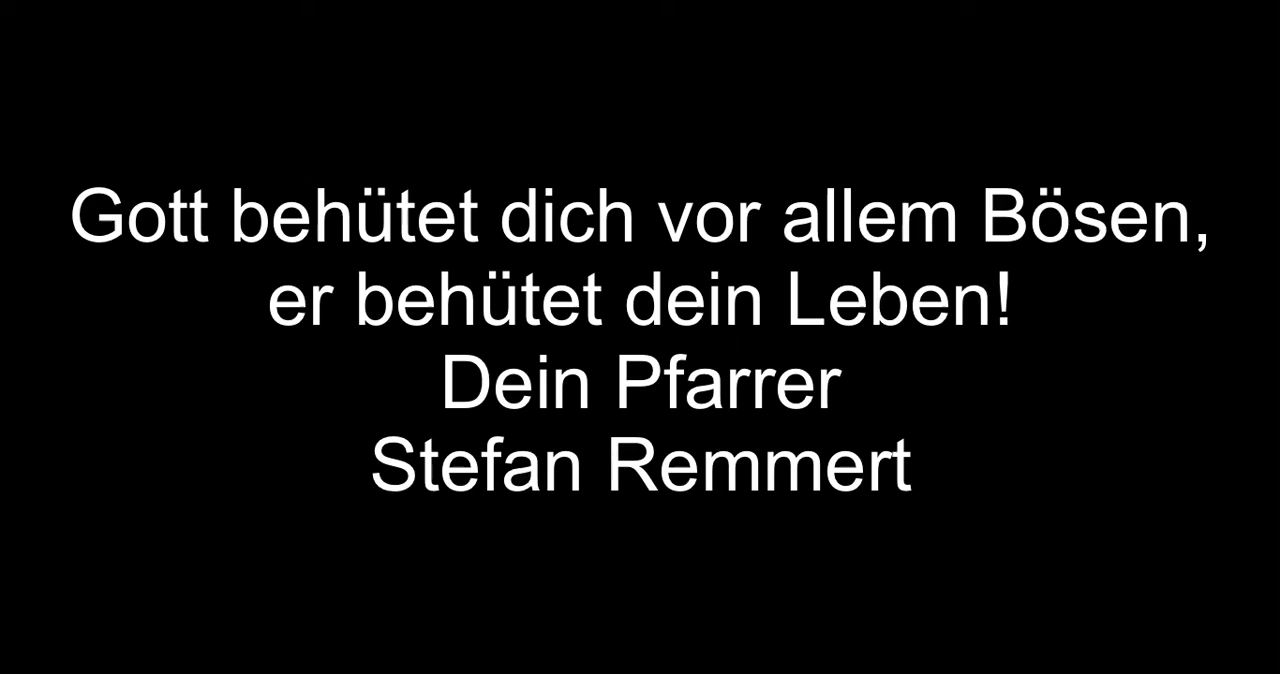 Gott behütet dich vor allem Bösen,
er behütet dein Leben!
Dein Pfarrer
Stefan Remmert